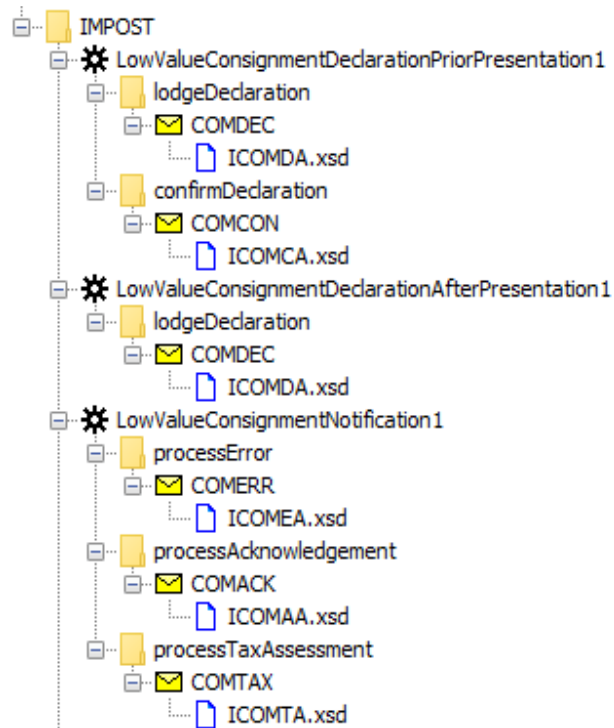 IMPOST
LowValueConsignmentDeclarationPriorPresentation1
lodgeDeclaration
COMDEC
ICOMDA.xsd
confirmDeclaration
COMCON
ICOMCA.xsd
LowValueConsignmentDeclarationAfterPresentation1
lodgeDeclaration
COMDEC
ICOMDA.xsd
LowValueConsignmentNotification1
processError
COMERR
ICOMEA.xsd
processAcknowledgement
COMACK
ICOMAA.xsd
processTaxAssessment
COMTAX
ICOMTA.xsd